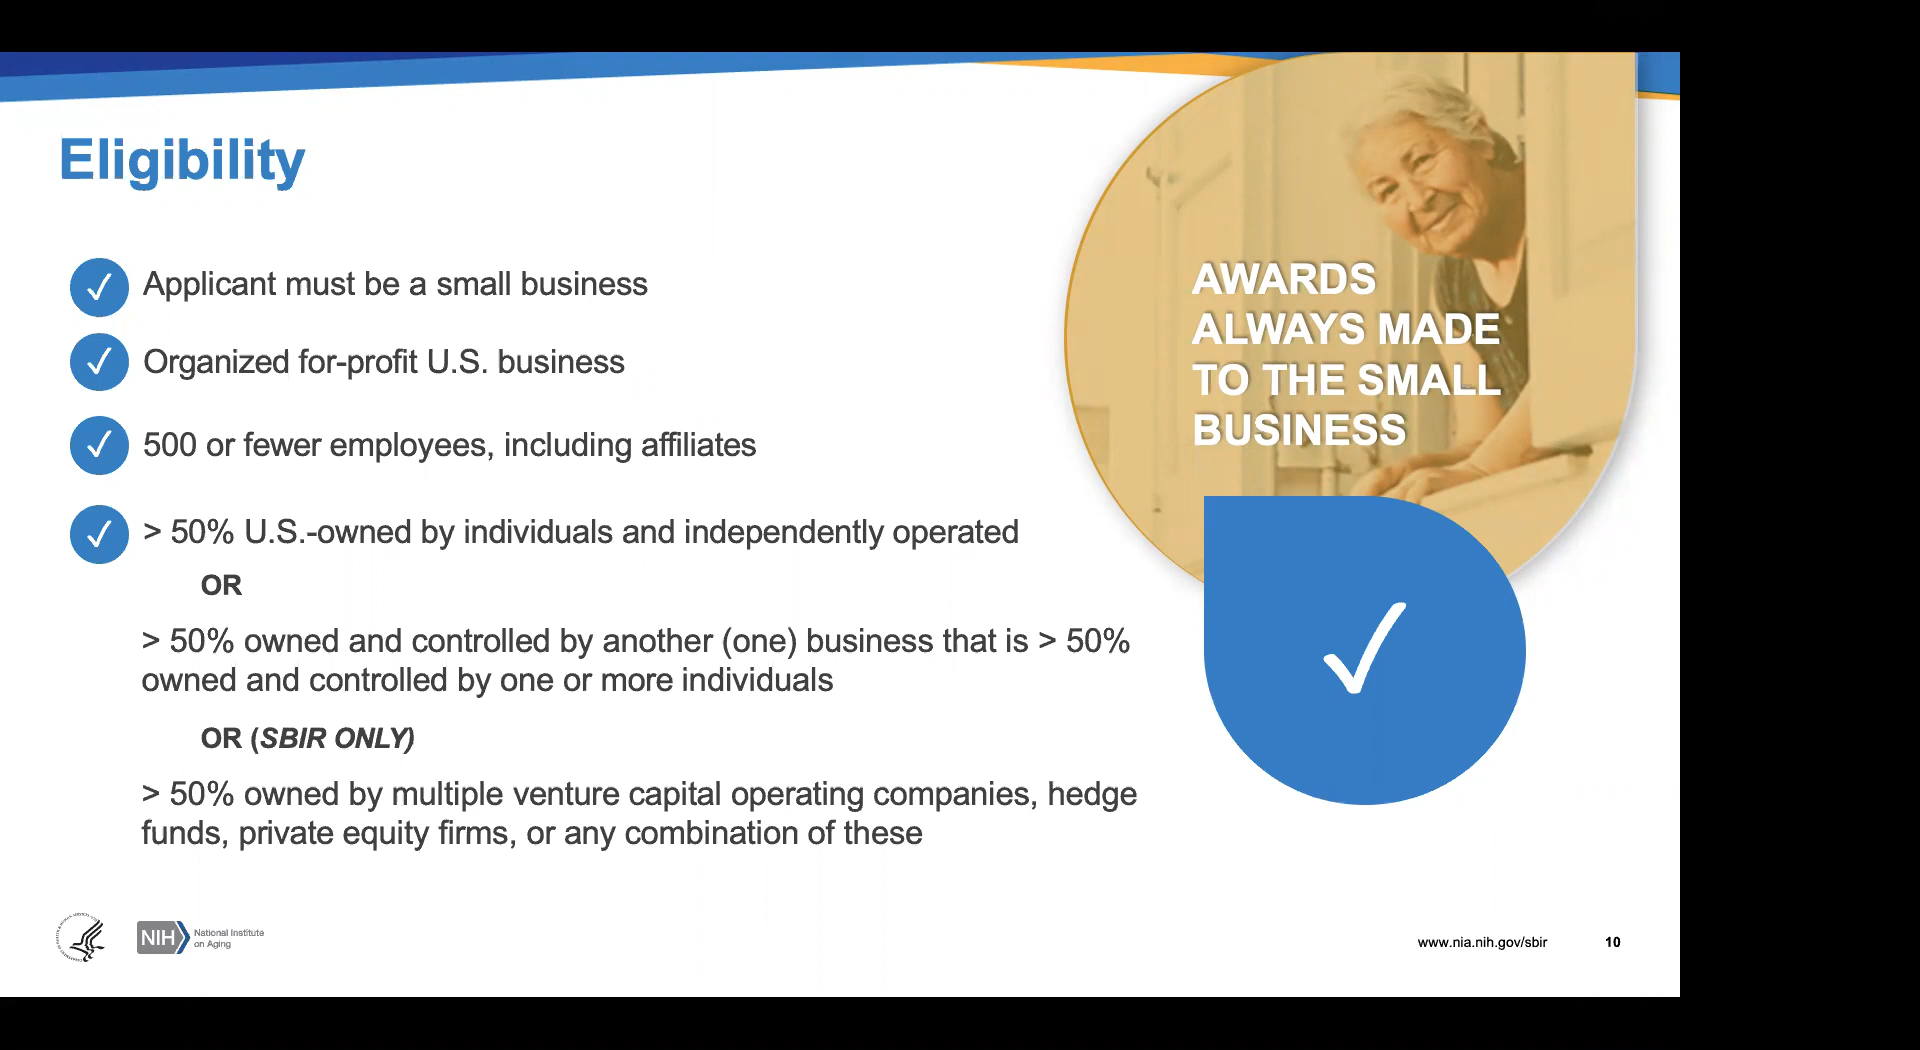 Eligibility
Applicant must be a small business
Organized for-profit U.S. business
500 or fewer employees, including affiliates
> 50% U.S.-owned by individuals and independently operated
OR
> 50% owned and controlled by another (one) business that is > 50%
owned and controlled by one or more individuals
OR (SBIR ONLY)
> 50% owned by multiple venture capital operating companies, hedge
funds, private equity firms, or any combination of these
AWARDS
ALWAYS MADE
TO THE SMALL
BUSINESS
NIH
National Institute
on Aging
www.nia.nih.gov/sbir
10